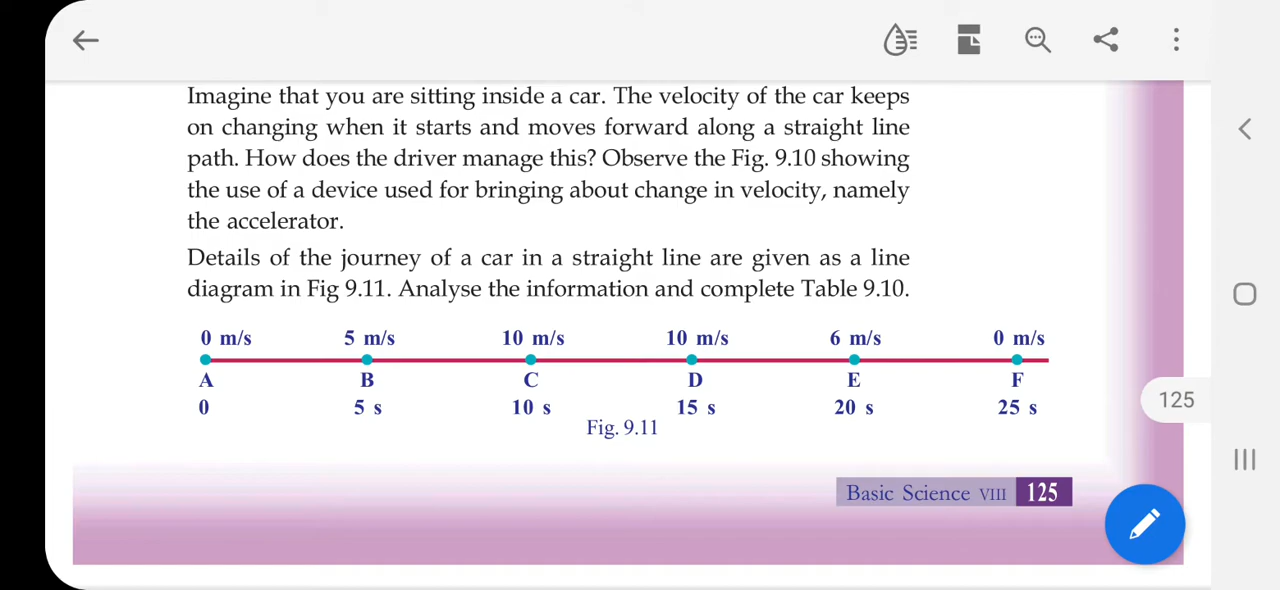 Imagine that you are sitting inside a car. The velocity of the car keeps
on changing when it starts and moves forward along a straight line
path. How does the driver manage this? Observe the Fig. 9.10 showing
the use of a device used for bringing about change in velocity, namely
the accelerator.
Details of the journey of a car in a straight line are given as a line
diagram in Fig 9.11. Analyse the information and complete Table 9.10.
0 m/s 5 m/s 10 m/s 10 m/s 6 m/s 0 m/s
A B C D E F
0 5 s 10 s 15 s 20 s 25 s
Fig. 9.11
125
Basic Science VIII 125